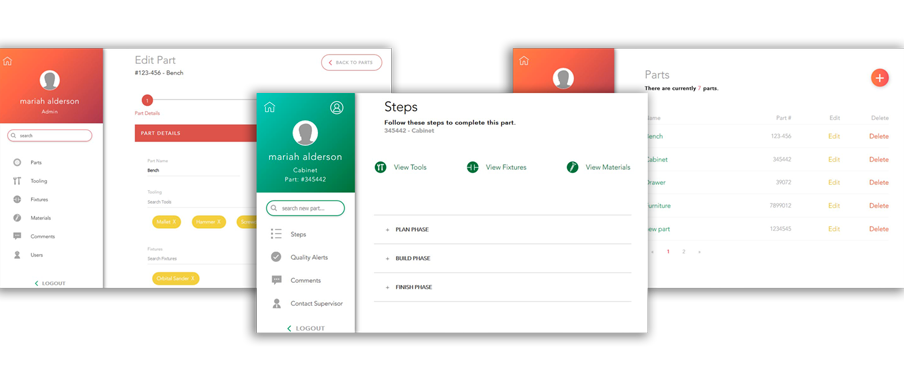 Edit Part
#123-456 - Bench
BACK TO PARTS
mariah alderson
Admin
search
Parts
Tooling
Fixtures
Materials
Comments
Users
LOGOUT
1
Part Details
PART DETAILS
Part Name
Bench
Tooling
Search Tools
Mallet X
Hammer X
Fixtures
Search Fixtures
Orbital Sander X
mariah alderson
Cabinet
Part: #345442
search new part...
Steps
Quality Alerts
Comments
Contact Supervisor
LOGOUT
Steps
Follow these steps to complete this part.
345442 - Cabinet
View Tools
View Fixtures
View Materials
+ PLAN PHASE
+ BUILD PHASE
+ FINISH PHASE
Parts
There are currently 7 parts.
+
Name Part # Edit Delete
Bench 123-456 Edit Delete
Cabinet 345442 Edit Delete
Drawer 39072 Edit Delete
Furniture 7899012 Edit Delete
New part 1234545 Edit Delete
« 1 2 »